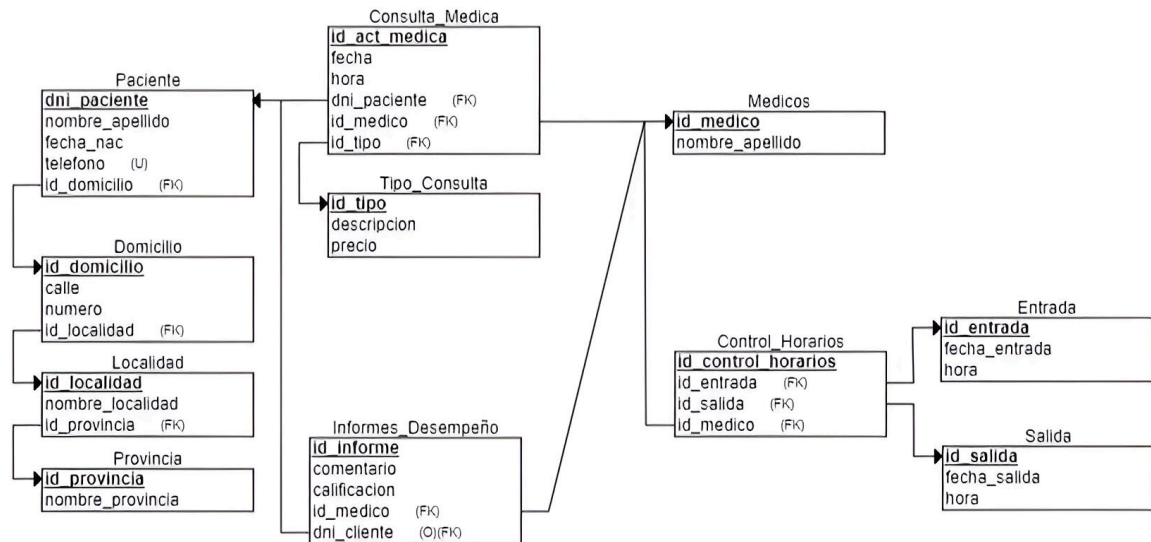 Consulta_Medica
id_act_medica
fecha
hora
dni_paciente (FK)
id_medico (FK)
id_tipo (FK)
Paciente
dni_paciente
nombre_apellido
fecha_nac
telefono (U)
id_domicilio (FK)
Medicos
id_medico
nombre_apellido
Tipo_Consulta
id_tipo
descripcion
precio
Domicilio
id_domicilio
calle
numero
id_localidad (FK)
Localidad
id_localidad
nombre_localidad
id_provincia (FK)
Provincia
id_provincia
nombre_provincia
Informes_Desempeño
id_informe
comentario
calificacion
id_medico (FK)
dni_cliente (O)(FK)
Control_Horarios
id_control_horarios
id_entrada (FK)
id_salida (FK)
id_medico (FK)
Entrada
id_entrada
fecha_entrada
hora
Salida
id_salida
fecha_salida
hora